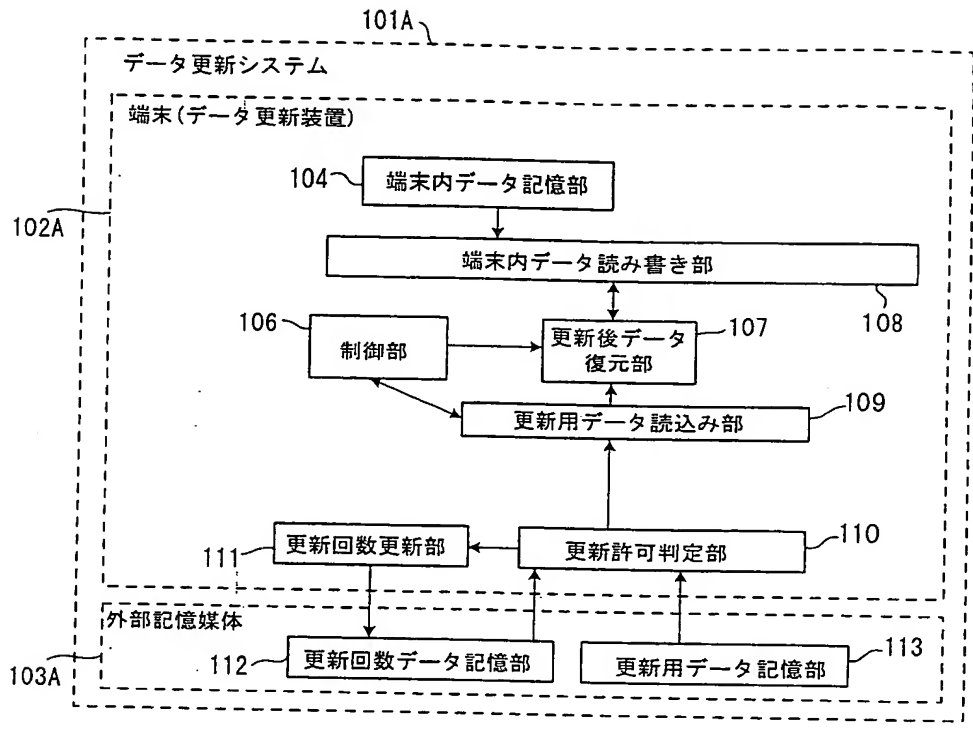 101A
データ更新システム
端末(データ更新装置)
104
端末内データ記憶部
102A
端末内データ読み書き部
108
106
制御部
更新後データ
復元部
107
更新用データ読込み部
109
111
更新回数更新部
更新許可判定部
110
外部記憶媒体
103A
112
更新回数データ記憶部
更新用データ記憶部
113